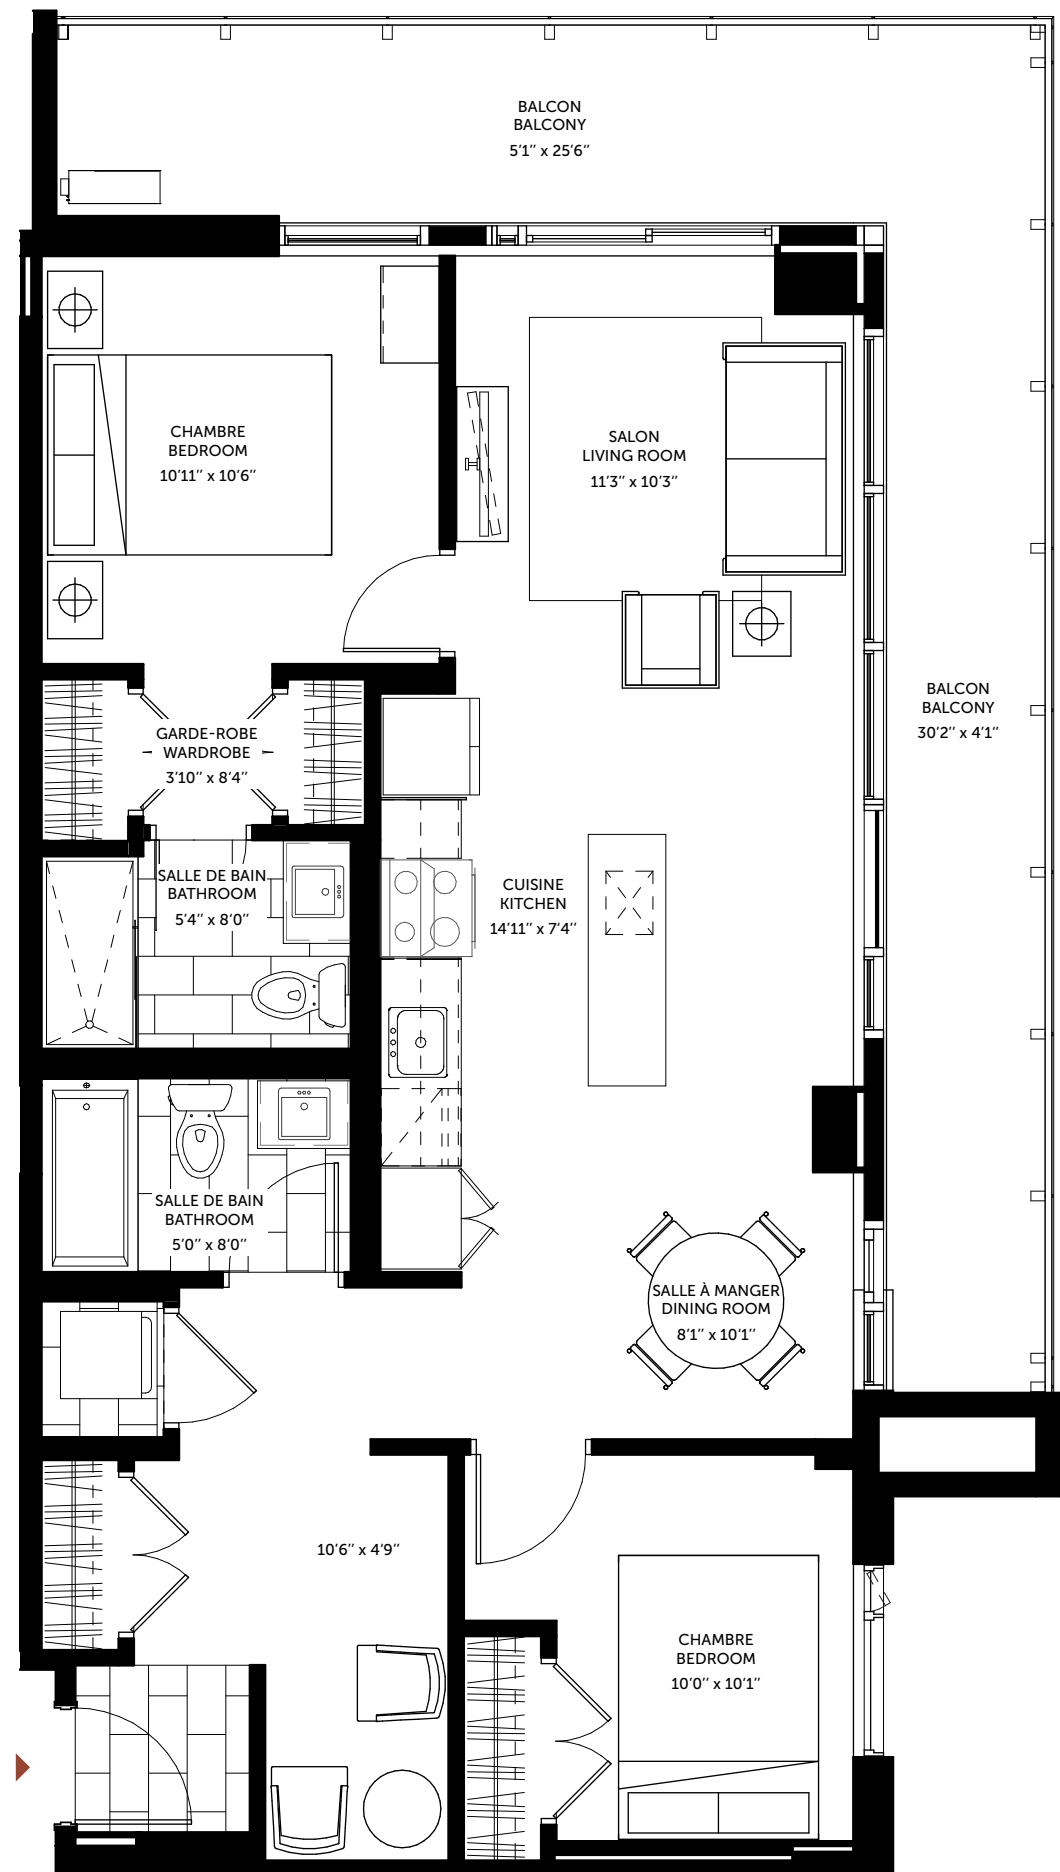 BALCON
BALCONY
5'1'' x 25'6''
CHAMBRE
BEDROOM
10'11'' x 10'6''
SALON
LIVING ROOM
11'3'' x 10'3''
BALCON
BALCONY
30'2'' x 4'1''
GARDE-ROBE
WARDROBE
3'10'' x 8'4''
SALLE DE BAIN
BATHROOM
5'4'' x 8'0''
CUISINE
KITCHEN
14'11'' x 7'4''
SALLE DE BAIN
BATHROOM
5'0'' x 8'0''
SALLE À MANGER
DINING ROOM
8'1'' x 10'1''
10'6'' x 4'9''
CHAMBRE
BEDROOM
10'0'' x 10'1''